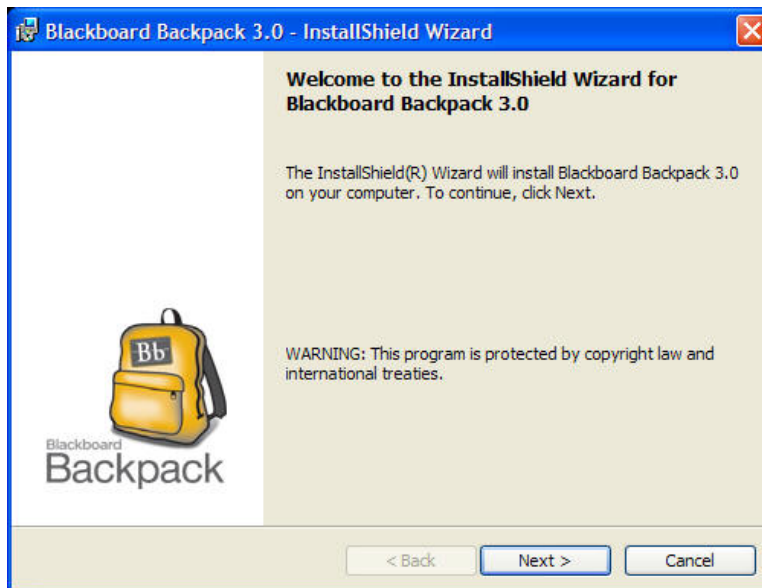 Blackboard Backpack 3.0 - InstallShield Wizard
Welcome to the InstallShield Wizard for
Blackboard Backpack 3.0
The InstallShield(R) Wizard will install Blackboard Backpack 3.0
on your computer. To continue, click Next.
Bb
WARNING: This program is protected by copyright law and
international treaties.
Blackboard
Backpack
< Back
Next >
Cancel